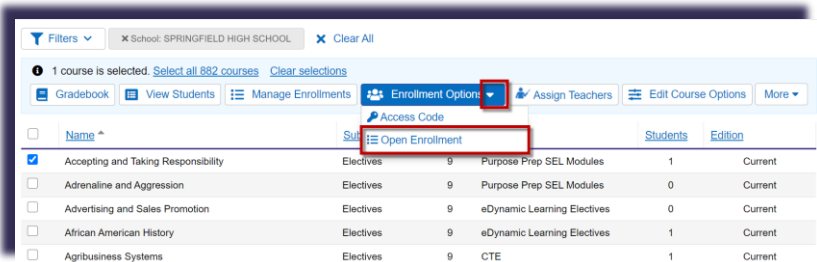 Filters
× School: SPRINGFIELD HIGH SCHOOL
× Clear All
1 course is selected. Select all 882 courses Clear selections
Gradebook View Students Manage Enrollments Enrollment Options Assign Teachers Edit Course Options More
Access Code
Open Enrollment
Name Students Edition
Accepting and Taking Responsibility Electives 9 Purpose Prep SEL Modules 1 Current
Adrenaline and Aggression Electives 9 Purpose Prep SEL Modules 0 Current
Advertising and Sales Promotion Electives 9 eDynamic Learning Electives 0 Current
African American History Electives 9 eDynamic Learning Electives 1 Current
Agribusiness Systems Electives 9 CTE 1 Current